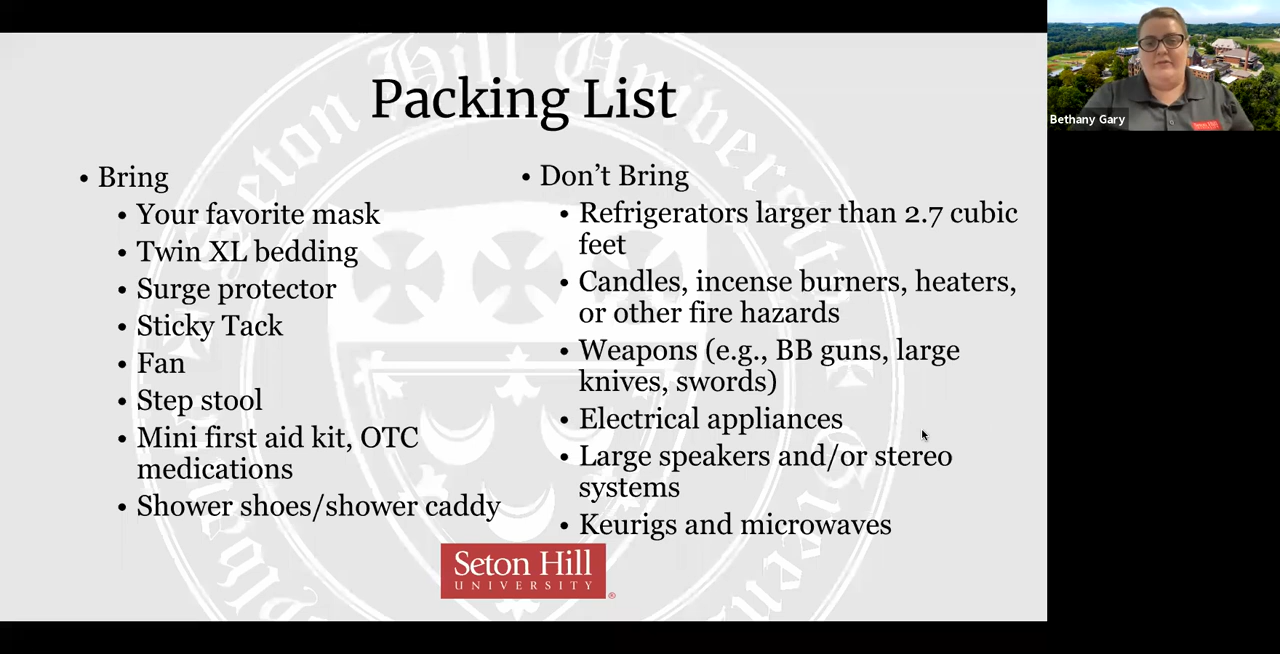 Packing List
• Bring
• Your favorite mask
• Twin XL bedding
• Surge protector
• Sticky Tack
• Fan
• Step stool
• Mini first aid kit, OTC
medications
• Shower shoes/shower caddy
• Don’t Bring
• Refrigerators larger than 2.7 cubic
feet
• Candles, incense burners, heaters,
or other fire hazards
• Weapons (e.g., BB guns, large
knives, swords)
• Electrical appliances
• Large speakers and/or stereo
systems
• Keurigs and microwaves
Seton Hill
UNIVERSITY®
Bethany Gary
Seton Hill University